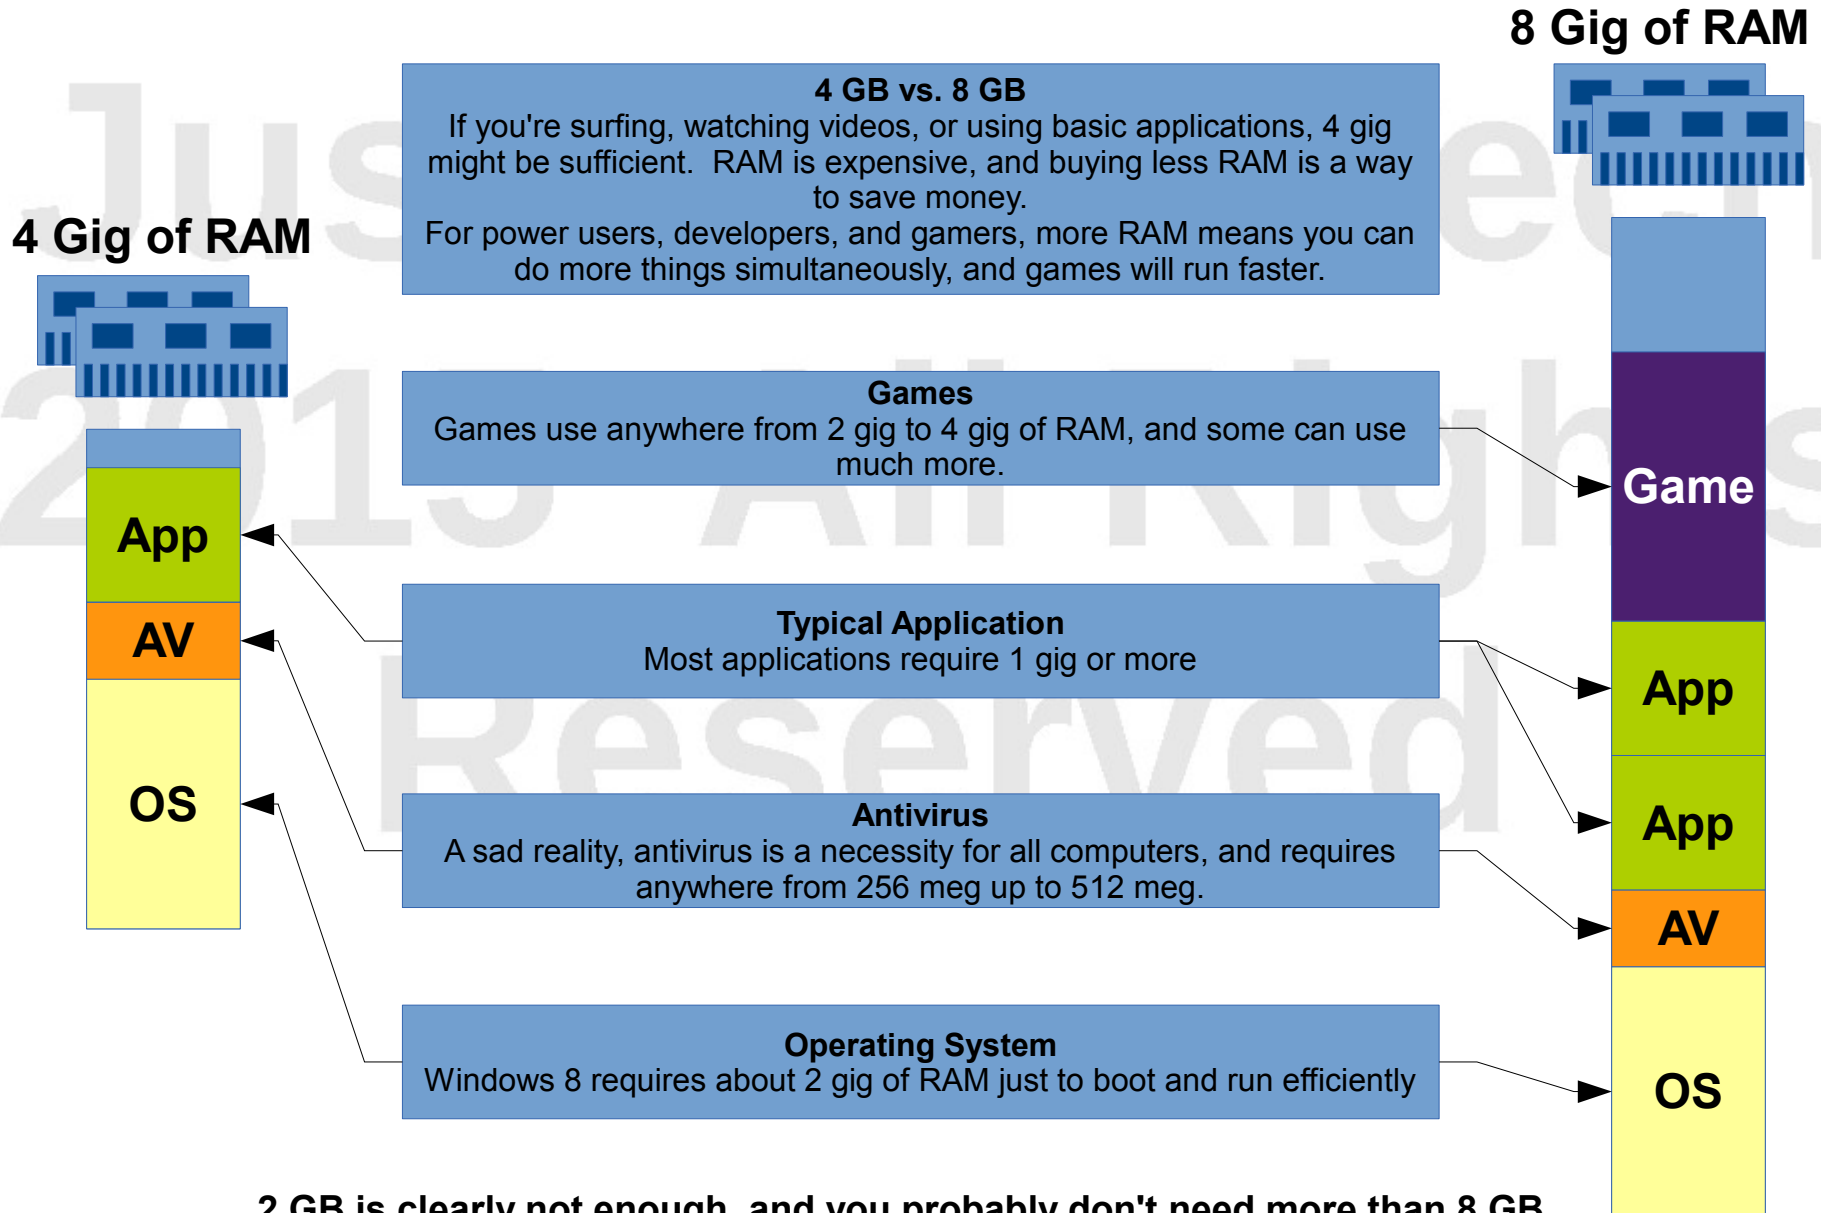 8 Gig of RAM
4 GB vs. 8 GB
If you're surfing, watching videos, or using basic applications, 4 gig
might be sufficient.  RAM is expensive, and buying less RAM is a way
to save money.
For power users, developers, and gamers, more RAM means you can
do more things simultaneously, and games will run faster.
4 Gig of RAM
Games
Games use anywhere from 2 gig to 4 gig of RAM, and some can use
much more.
Game
App
Typical Application
Most applications require 1 gig or more
AV
App
OS
Antivirus
A sad reality, antivirus is a necessity for all computers, and requires
anywhere from 256 meg up to 512 meg.
App
AV
Operating System
Windows 8 requires about 2 gig of RAM just to boot and run efficiently
OS
2 GB is clearly not enough, and you probably don't need more than 8 GB
2015 All Rights
Reserved